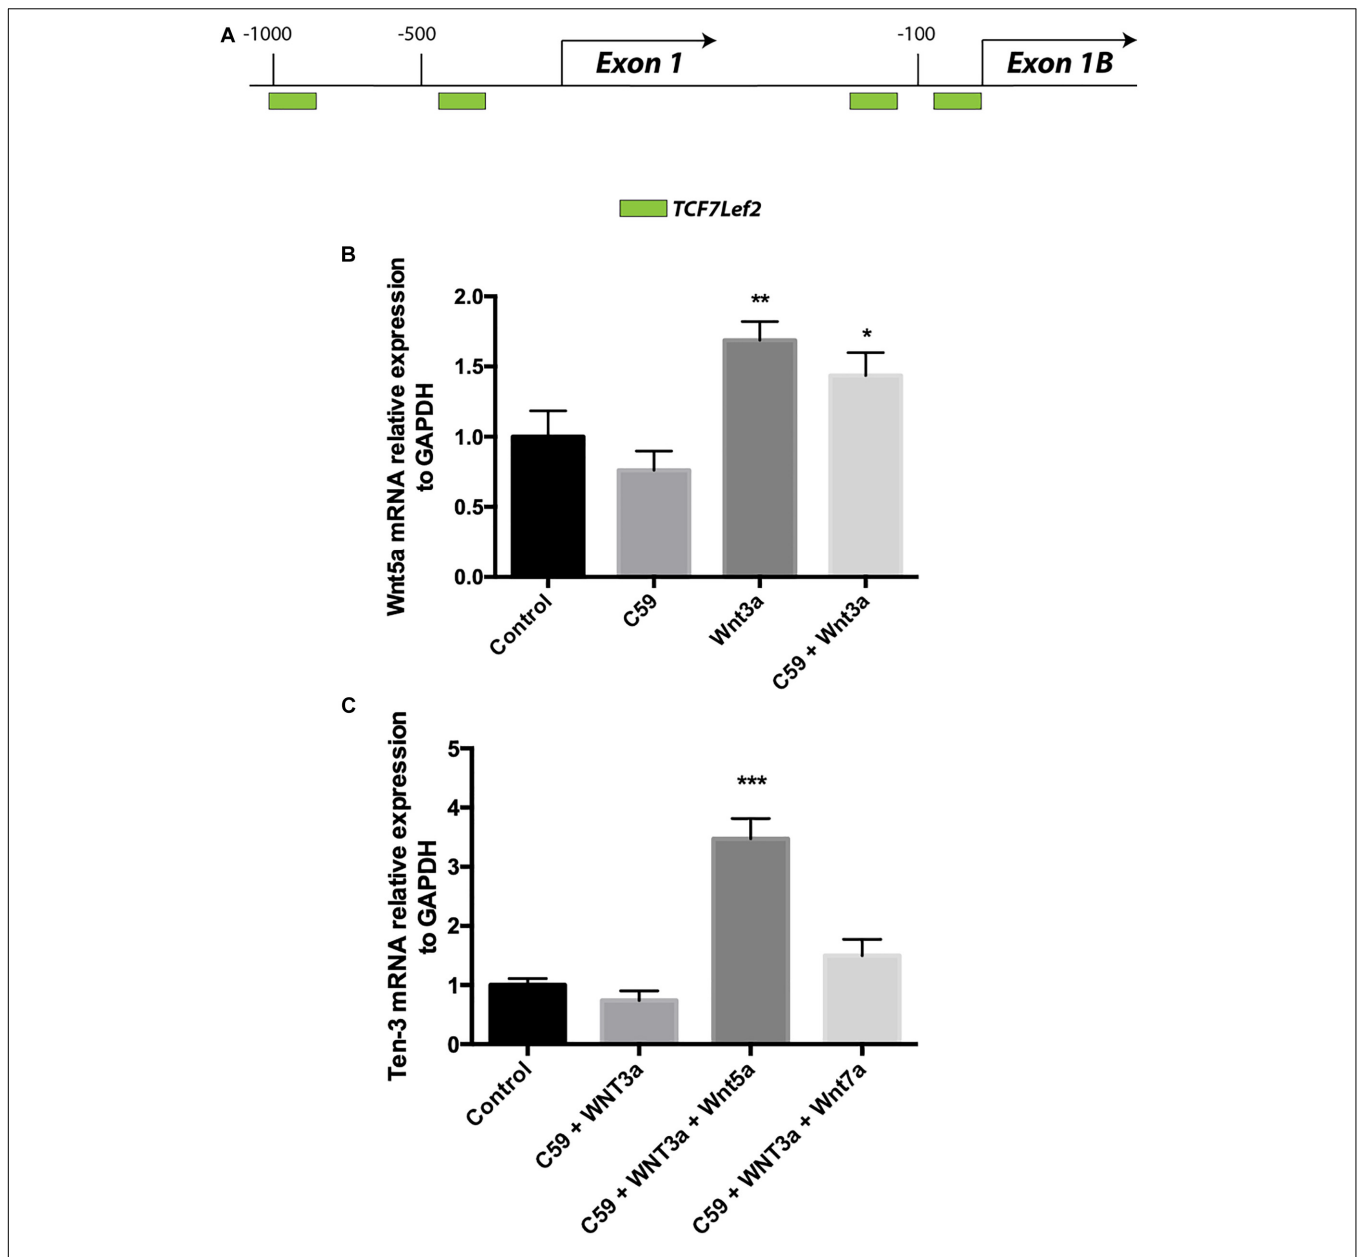 A -1000 -500 -100
Exon 1 Exon 1B
TCF7Lef2
B
Wnt5a mRNA relative expression
to GAPDH
2.0
1.5
1.0
0.5
0.0
**
*
Control
C59
Wnt3a
C59 + Wnt3a
C
Ten-3 mRNA relative expression
to GAPDH
5
4
3
2
1
0
***
Control
C59 + WNT3a
C59 + WNT3a + Wnt5a
C59 + WNT3a + Wnt7a